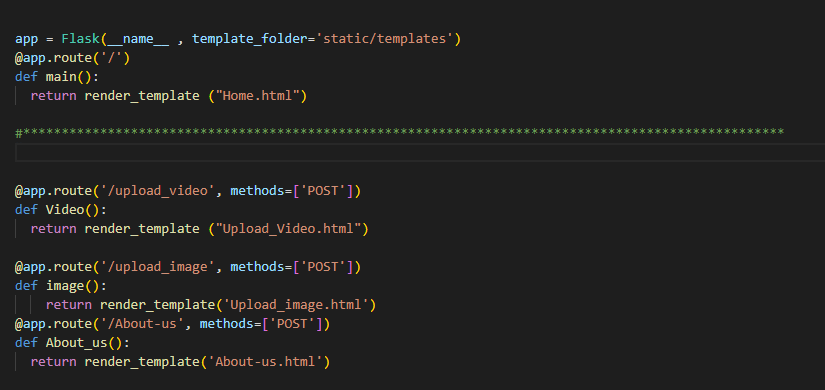 app = Flask(__name__ , template_folder='static/templates')
@app.route('/')
def main():
  return render_template ("Home.html")
#***************************************************************************************************
@app.route('/upload_video', methods=['POST'])
def Video():
  return render_template ("Upload_Video.html")
@app.route('/upload_image', methods=['POST'])
def image():
    return render_template('Upload_image.html')
@app.route('/About-us', methods=['POST'])
def About_us():
  return render_template('About-us.html')